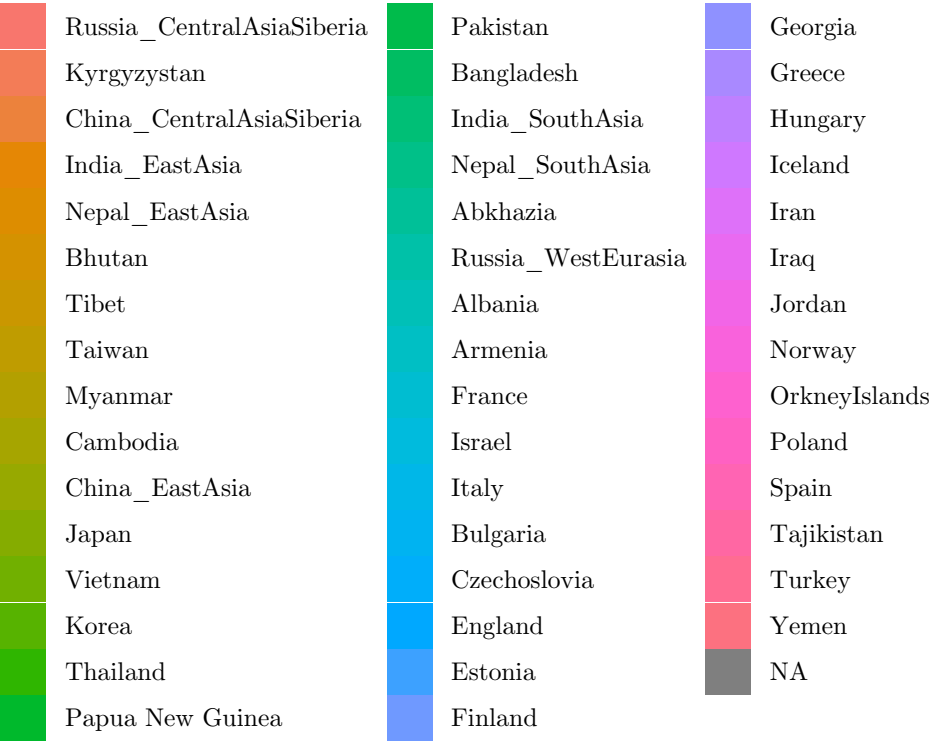 Russia_CentralAsiaSiberia
Kyrgyzystan
China_CentralAsiaSiberia
India_EastAsia
Nepal_EastAsia
Bhutan
Tibet
Taiwan
Myanmar
Cambodia
China_EastAsia
Japan
Vietnam
Korea
Thailand
Papua New Guinea
Pakistan
Bangladesh
India_SouthAsia
Nepal_SouthAsia
Abkhazia
Russia_WestEurasia
Albania
Armenia
France
Israel
Italy
Bulgaria
Czechoslovia
England
Estonia
Finland
Georgia
Greece
Hungary
Iceland
Iran
Iraq
Jordan
Norway
OrkneyIslands
Poland
Spain
Tajikistan
Turkey
Yemen
NA